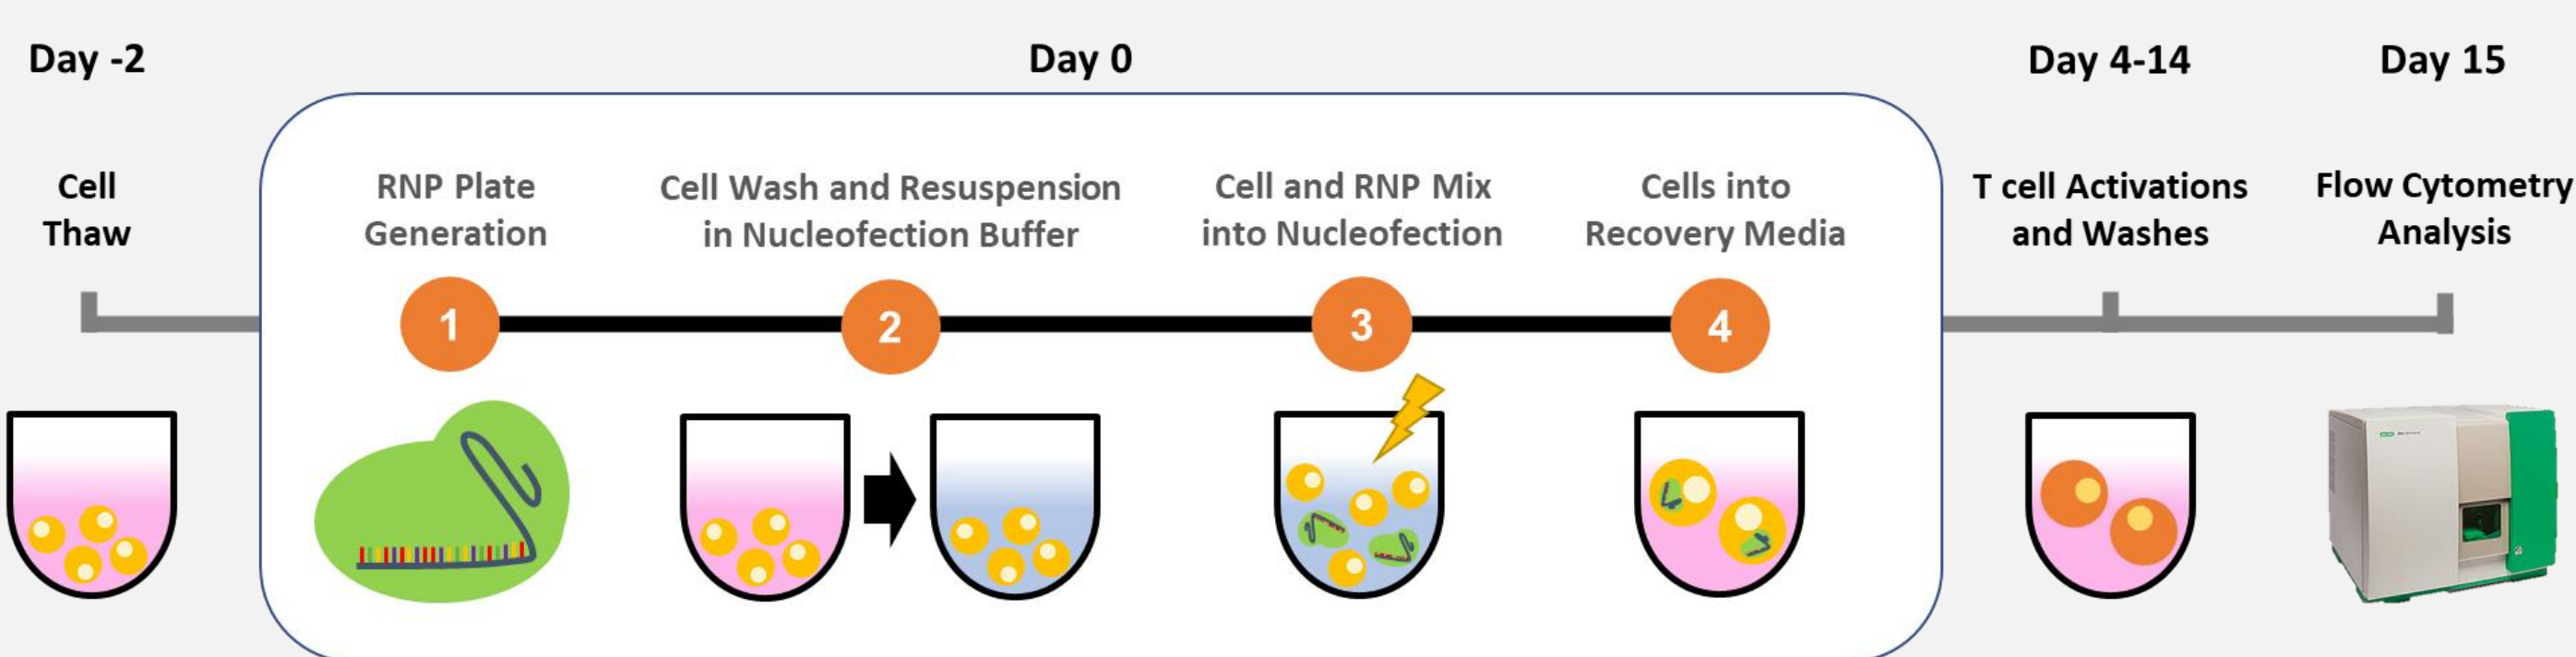 Day -2
Day 0
Day 4-14
Day 15
Cell
Thaw
RNP Plate
Generation
Cell Wash and Resuspension
in Nucleofection Buffer
Cell and RNP Mix
into Nucleofection
Cells into
Recovery Media
T cell Activations
and Washes
Flow Cytometry
Analysis
1
2
3
4